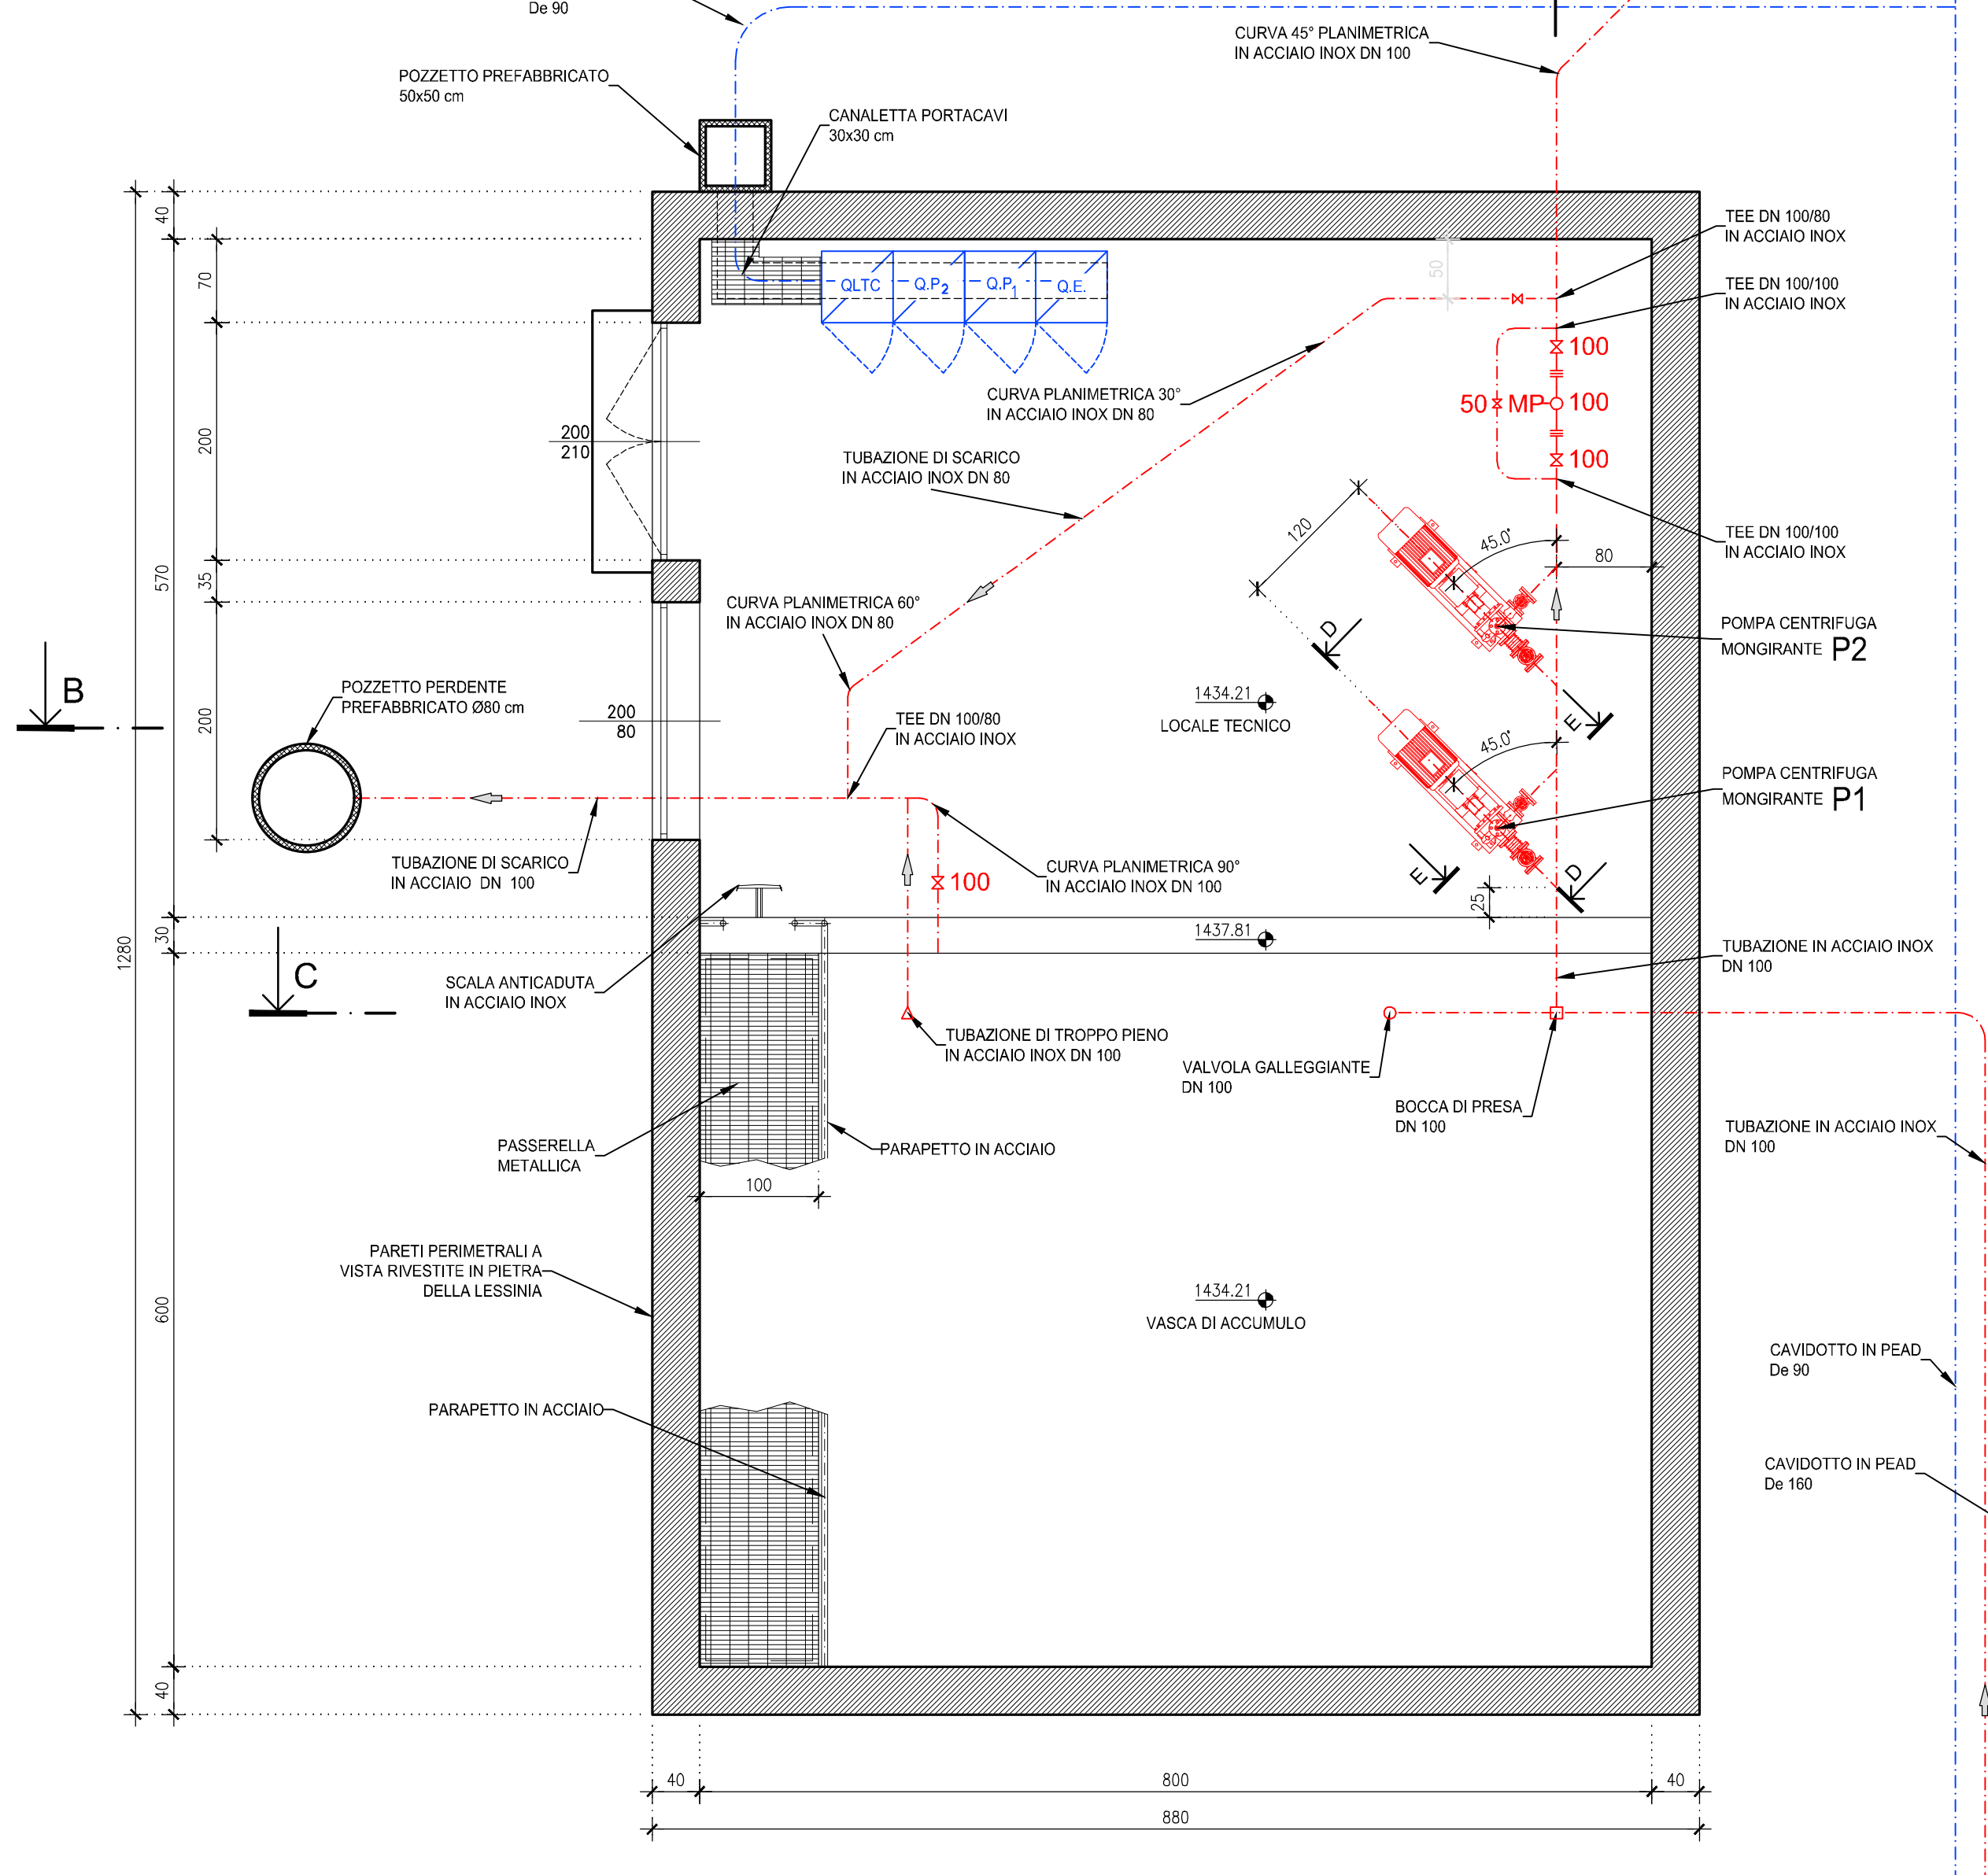 De 90
CURVA 45° PLANIMETRICA
IN ACCIAIO INOX DN 100
POZZETTO PREFABBRICATO
50x50 cm
CANALETTA PORTACAVI
30x30 cm
TEE DN 100/80
IN ACCIAIO INOX
40
70
50
QLTC
Q.P2
Q.P1
Q.E.
TEE DN 100/100
IN ACCIAIO INOX
100
CURVA PLANIMETRICA 30°
IN ACCIAIO INOX DN 80
50
MP
100
200
200
210
TUBAZIONE DI SCARICO
IN ACCIAIO INOX DN 80
100
120
45.0°
TEE DN 100/100
IN ACCIAIO INOX
80
570
35
CURVA PLANIMETRICA 60°
IN ACCIAIO INOX DN 80
D
POMPA CENTRIFUGA
MONGIRANTE P2
B
POZZETTO PERDENTE
PREFABBRICATO Ø80 cm
200
200
80
TEE DN 100/80
IN ACCIAIO INOX
1434.21
LOCALE TECNICO
E
45.0°
POMPA CENTRIFUGA
MONGIRANTE P1
TUBAZIONE DI SCARICO
IN ACCIAIO DN 100
100
CURVA PLANIMETRICA 90°
IN ACCIAIO INOX DN 100
E
D
25
1280
30
1437.81
TUBAZIONE IN ACCIAIO INOX
DN 100
C
SCALA ANTICADUTA
IN ACCIAIO INOX
TUBAZIONE DI TROPPO PIENO
IN ACCIAIO INOX DN 100
VALVOLA GALLEGGIANTE
DN 100
BOCCA DI PRESA
DN 100
TUBAZIONE IN ACCIAIO INOX
DN 100
PASSERELLA
METALLICA
PARAPETTO IN ACCIAIO
100
PARETI PERIMETRALI A
VISTA RIVESTITE IN PIETRA
DELLA LESSINIA
600
1434.21
VASCA DI ACCUMULO
CAVIDOTTO IN PEAD
De 90
PARAPETTO IN ACCIAIO
CAVIDOTTO IN PEAD
De 160
40
40
800
40
880